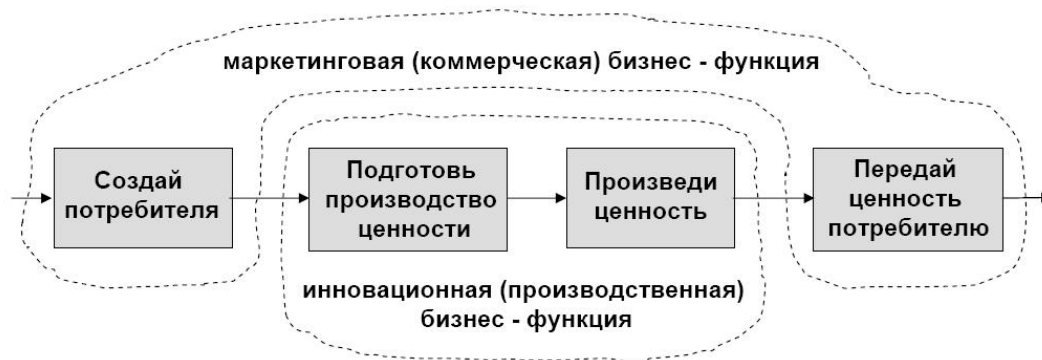 маркетинговая (коммерческая) бизнес - функция
Создай
потребителя
Подготовь
производство
ценности
Произведи
ценность
Передай
ценность
потребителю
инновационная (производственная)
бизнес - функция